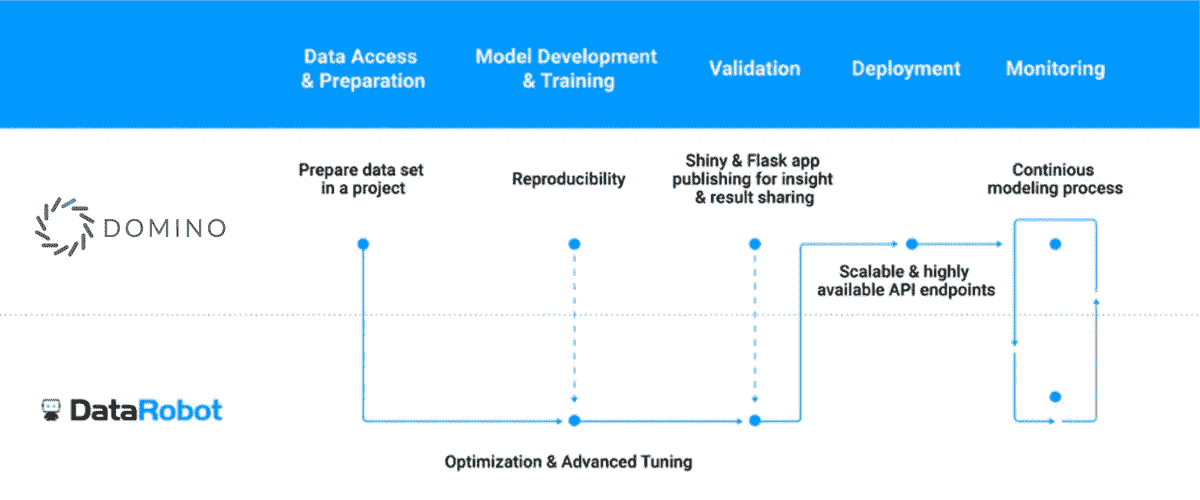 Data Access
& Preparation
Model Development
& Training
Validation
Deployment
Monitoring
Prepare data set
in a project
Reproducibility
Shiny & Flask app
publishing for insight
& result sharing
Continious
modeling process
DOMINO
Scalable & highly
available API endpoints
DataRobot
Optimization & Advanced Tuning